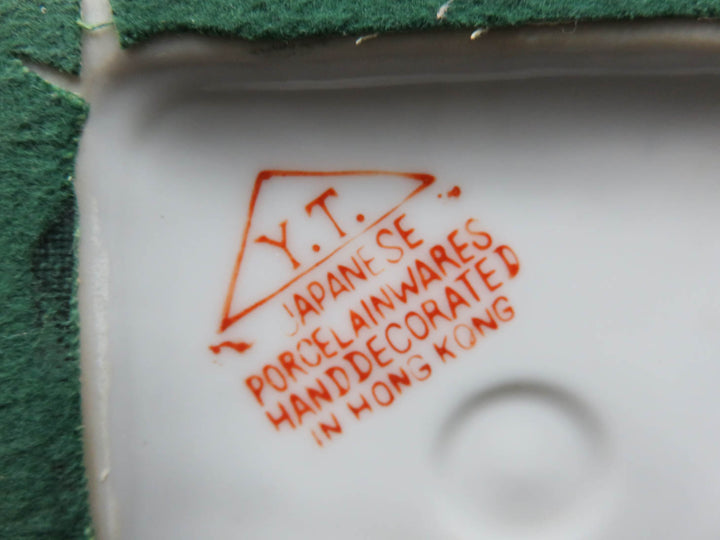 Y.T.
JAPANESE
PORCELAINWARES
HANDDECORATED
IN HONG KONG